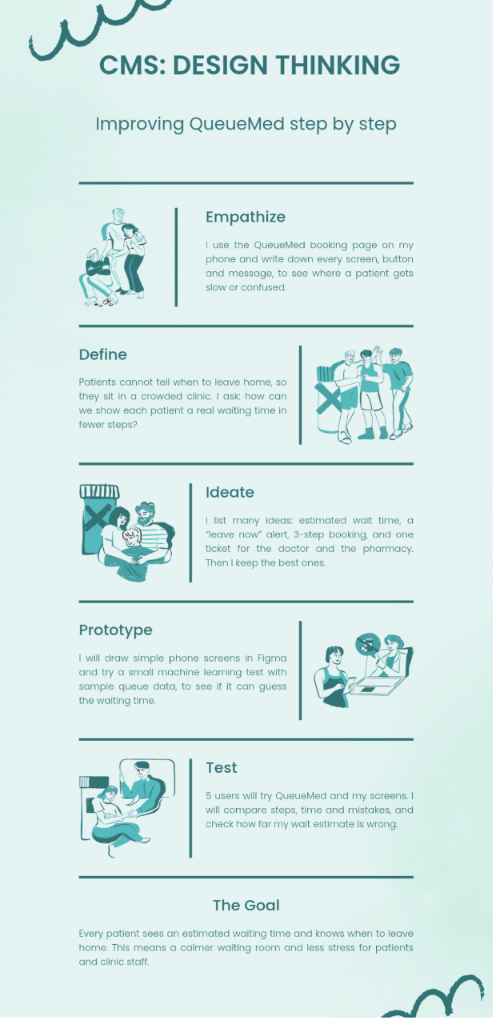 CMS: DESIGN THINKING
Improving QueueMed step by step
Empathize
I use the QueueMed booking page on my
phone and write down every screen, button
and message, to see where a patient gets
slow or confused.
Define
Patients cannot tell when to leave home, so
they sit in a crowded clinic. I ask: how can
we show each patient a real waiting time in
fewer steps?
Ideate
I list many ideas: estimated wait time, a
“leave now” alert, 3-step booking, and one
ticket for the doctor and the pharmacy.
Then I keep the best ones.
Prototype
I will draw simple phone screens in Figma
and try a small machine learning test with
sample queue data, to see if it can guess
the waiting time.
Test
5 users will try QueueMed and my screens. I
will compare steps, time and mistakes, and
check how far my wait estimate is wrong.
The Goal
Every patient sees an estimated waiting time and knows when to leave
home. This means a calmer waiting room and less stress for patients
and clinic staff.